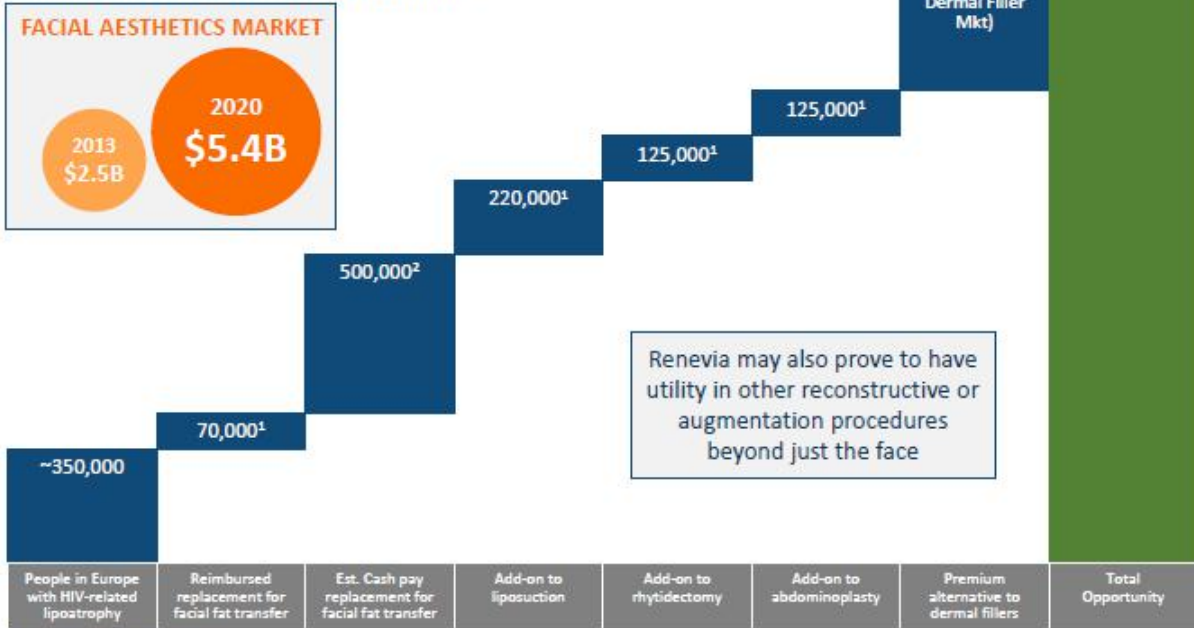 FACIAL AESTHETICS MARKET
2013
$2.5B
2020
$5.4B
Dermal Filler
Mkt)
125,000¹
125,000¹
220,000¹
500,000²
70,000¹
~350,000
Renevia may also prove to have
utility in other reconstructive or
augmentation procedures
beyond just the face
People in Europe
with HIV-related
lipoatrophy
Reimbursed
replacement for
facial fat transfer
Est. Cash pay
replacement for
facial fat transfer
Add-on to
liposuction
Add-on to
rhytidectomy
Add-on to
abdominoplasty
Premium
alternative to
dermal fillers
Total
Opportunity